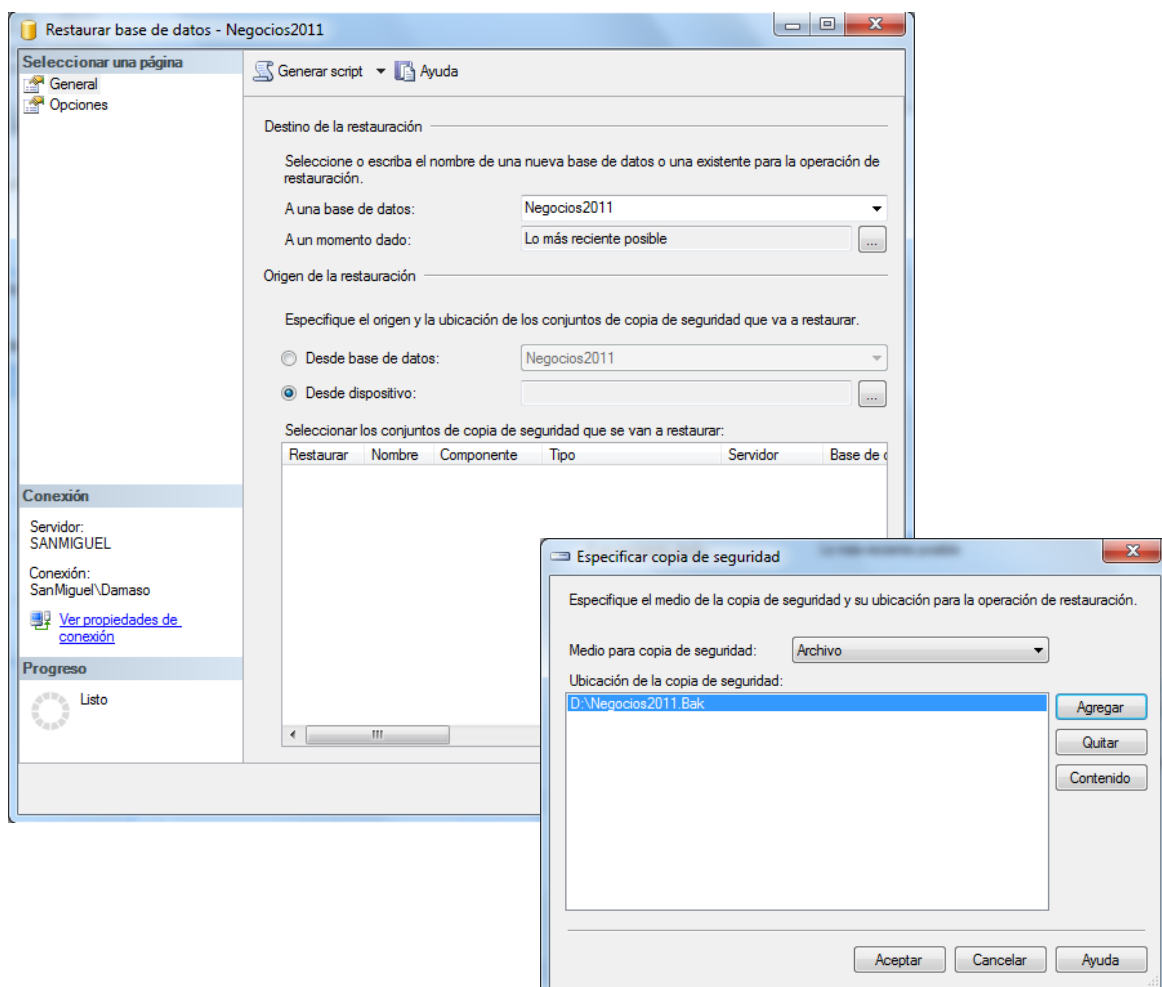 Restaurar base de datos - Negocios2011
Seleccionar una página
General
Opciones
Generar script
Ayuda
Destino de la restauración
Seleccione o escriba el nombre de una nueva base de datos o una existente para la operación de
restauración.
A una base de datos:
Negocios2011
A un momento dado:
Lo más reciente posible
...
Origen de la restauración
Especifique el origen y la ubicación de los conjuntos de copia de seguridad que va a restaurar.
Desde base de datos:
Negocios2011
Desde dispositivo:
...
Seleccionar los conjuntos de copia de seguridad que se van a restaurar:
Restaurar Nombre Componente Tipo Servidor Base de
Conexión
Servidor:
SANMIGUEL
Conexión:
SanMiguel\Damaso
Ver propiedades de
conexión
Progreso
Listo
Especificar copia de seguridad
Especifique el medio de la copia de seguridad y su ubicación para la operación de restauración.
Medio para copia de seguridad:
Archivo
Ubicación de la copia de seguridad:
D:\Negocios2011.Bak
Agregar
Quitar
Contenido
Aceptar
Cancelar
Ayuda